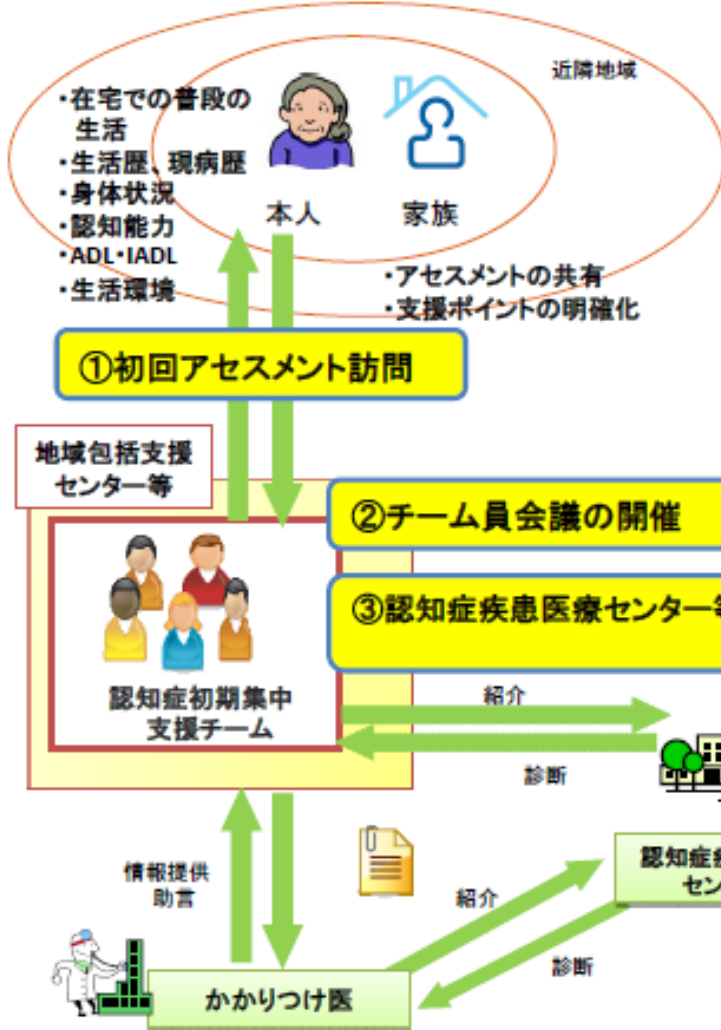 近隣地域
・在宅での普段の
生活
・生活歴、現病歴
・身体状況
・認知能力
・ADL・IADL
・生活環境
本人
家族
・アセスメントの共有
・支援ポイントの明確化
①初回アセスメント訪問
地域包括支援
センター等
②チーム員会議の開催
③認知症疾患医療センター等
認知症初期集中
支援チーム
紹介
診断
情報提供
助言
紹介
認知症疾
セン
診断
かかりつけ医